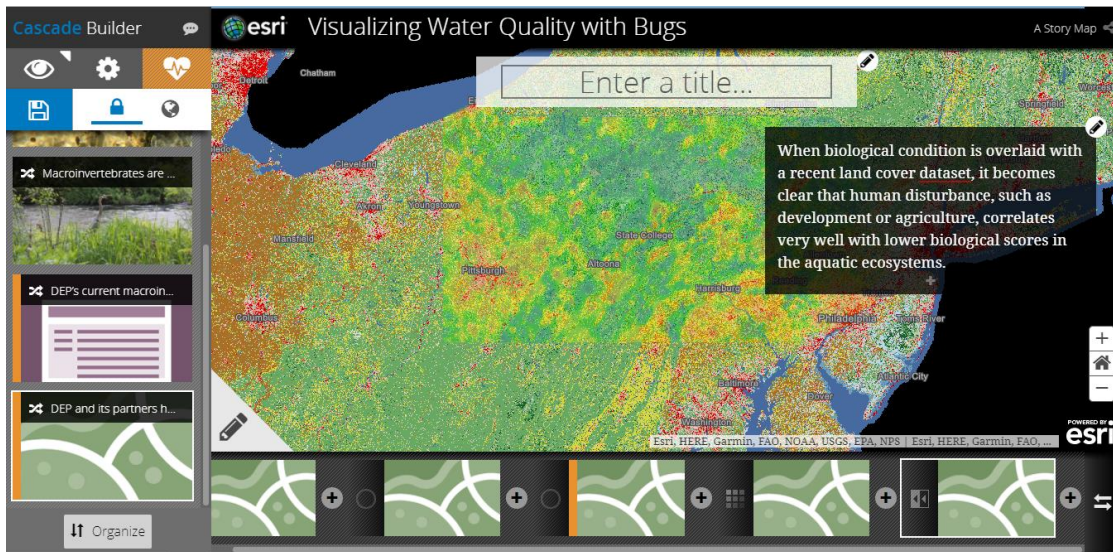 Cascade Builder
esri Visualizing Water Quality with Bugs
A Story Map
Enter a title...
When biological condition is overlaid with
a recent land cover dataset, it becomes
clear that human disturbance, such as
development or agriculture, correlates
very well with lower biological scores in
the aquatic ecosystems.
Macroinvertebrates are ...
DEP's current macroin...
DEP and its partners h...
Organize
Detroit
Chatham
Cleveland
Akron
Youngstown
Mansfield
Columbus
Pittsburgh
State College
Altoona
Harrisburg
Philadelphia
Toms River
Atlantic City
Baltimore
Dover
Washington
Springfield
Esri, HERE, Garmin, FAO, NOAA, USGS, EPA, NPS | Esri, HERE, Garmin, FAO, ...
POWERED BY
esri